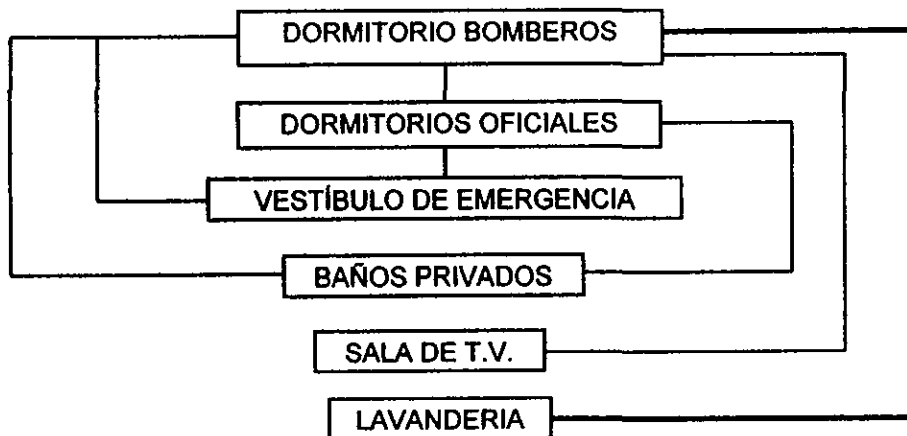 DORMITORIO BOMBEROS
DORMITORIOS OFICIALES
VESTÍBULO DE EMERGENCIA
BAÑOS PRIVADOS
SALA DE T.V.
LAVANDERIA